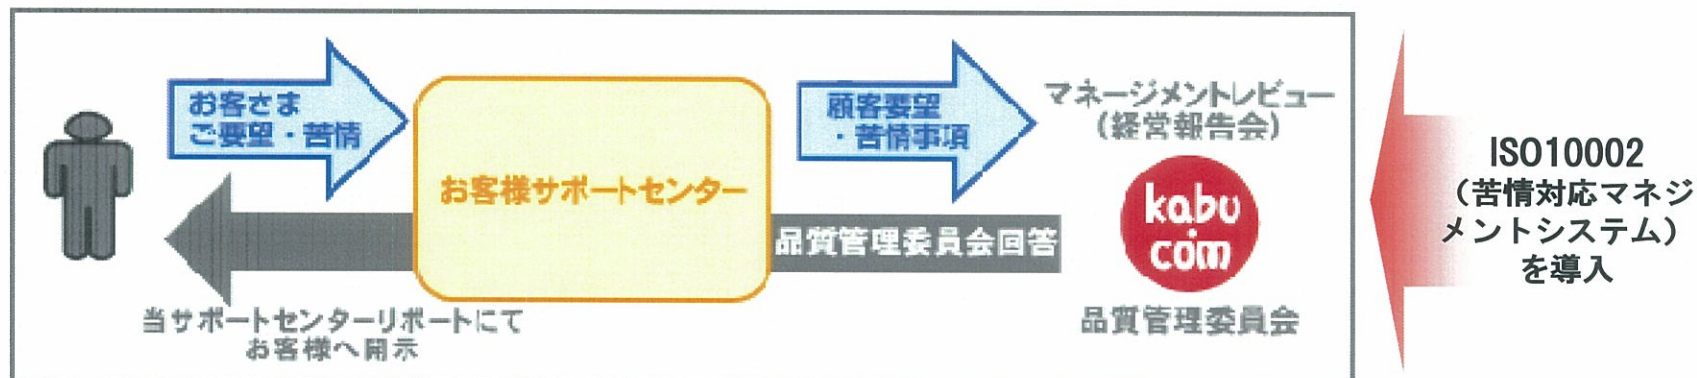 お客さま
ご要望・苦情
お客様サポートセンター
顧客要望
・苦情事項
マネージメントレビュー
（経営報告会）
kabu
com
品質管理委員会
品質管理委員会回答
当サポートセンターリポートにて
お客様へ開示
ISO10002
（苦情対応マネジ
メントシステム）
を導入